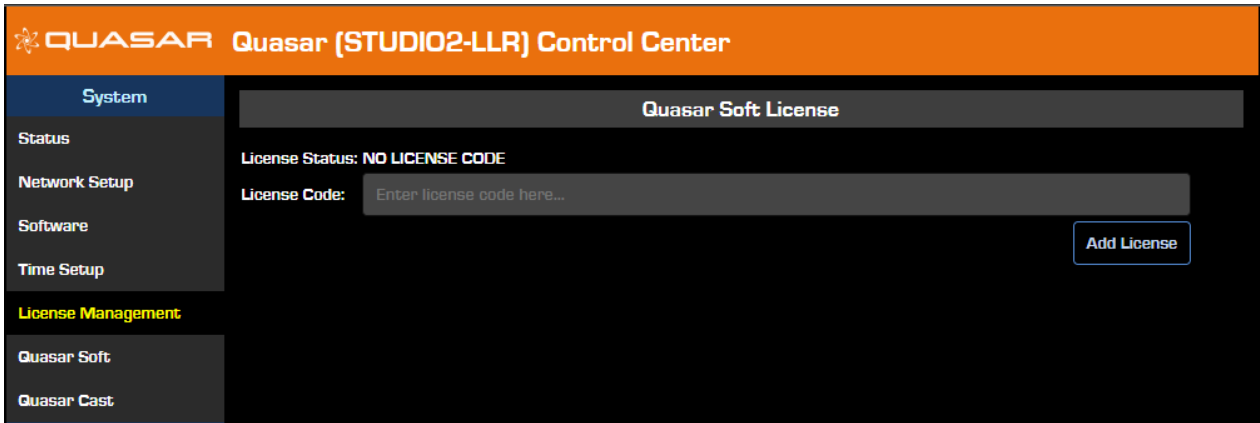 QUASAR Quasar (STUDIO2-LLR) Control Center
System
Status
Network Setup
Software
Time Setup
License Management
Quasar Soft
Quasar Cast
Quasar Soft License
License Status: NO LICENSE CODE
License Code: Enter license code here...
Add License